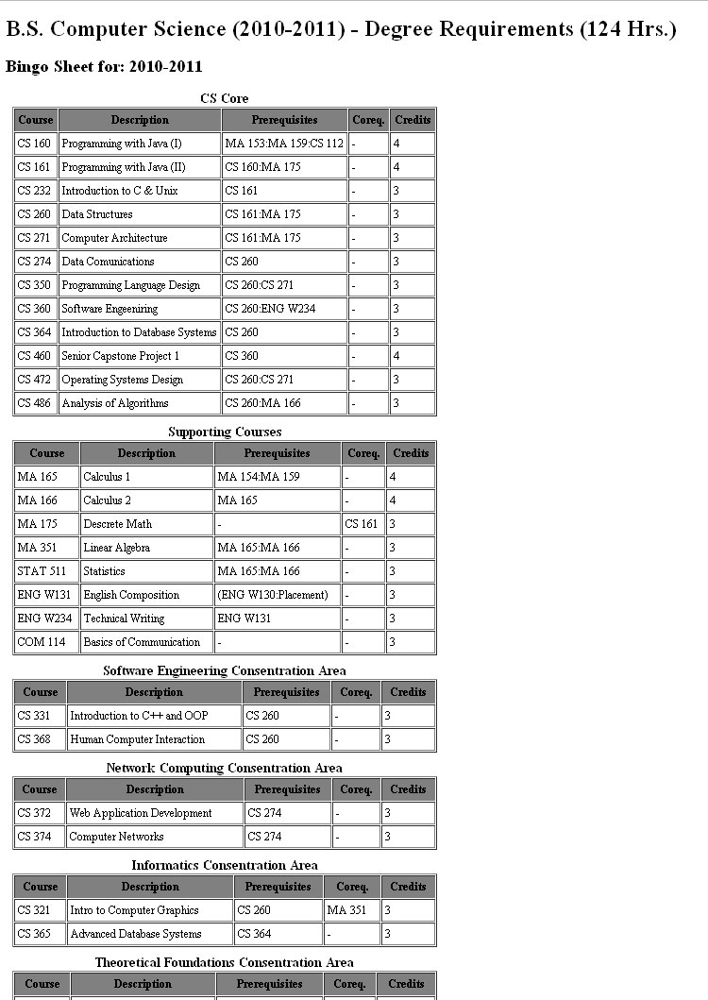 B.S. Computer Science (2010-2011) - Degree Requirements (124 Hrs.)
Bingo Sheet for: 2010-2011
CS Core
Course Description Prerequisites Coreq. Credits
CS 160 Programming with Java (I) MA 153:MA 159:CS 112 - 4
CS 161 Programming with Java (II) CS 160:MA 175 - 4
CS 232 Introduction to C & Unix CS 161 - 3
CS 260 Data Structures CS 161:MA 175 - 3
CS 271 Computer Architecture CS 161:MA 175 - 3
CS 274 Data Comunications CS 260 - 3
CS 350 Programming Language Design CS 260:CS 271 - 3
CS 360 Software Engeeniring CS 260:ENG W234 - 3
CS 364 Introduction to Database Systems CS 260 - 3
CS 460 Senior Capstone Project 1 CS 360 - 4
CS 472 Operating Systems Design CS 260:CS 271 - 3
CS 486 Analysis of Algorithms CS 260:MA 166 - 3
Supporting Courses
Course Description Prerequisites Coreq. Credits
MA 165 Calculus 1 MA 154:MA 159 - 4
MA 166 Calculus 2 MA 165 - 4
MA 175 Descrete Math - CS 161 3
MA 351 Linear Algebra MA 165:MA 166 - 3
STAT 511 Statistics MA 165:MA 166 - 3
ENG W131 English Composition (ENG W130:Placement) - 3
ENG W234 Technical Writing ENG W131 - 3
COM 114 Basics of Communication - - 3
Software Engineering Consentration Area
Course Description Prerequisites Coreq. Credits
CS 331 Introduction to C++ and OOP CS 260 - 3
CS 368 Human Computer Interaction CS 260 - 3
Network Computing Consentration Area
Course Description Prerequisites Coreq. Credits
CS 372 Web Application Development CS 274 - 3
CS 374 Computer Networks CS 274 - 3
Informatics Consentration Area
Course Description Prerequisites Coreq. Credits
CS 321 Intro to Computer Graphics CS 260 MA 351 3
CS 365 Advanced Database Systems CS 364 - 3
Theoretical Foundations Consentration Area
Course Description Prerequisites Coreq. Credits